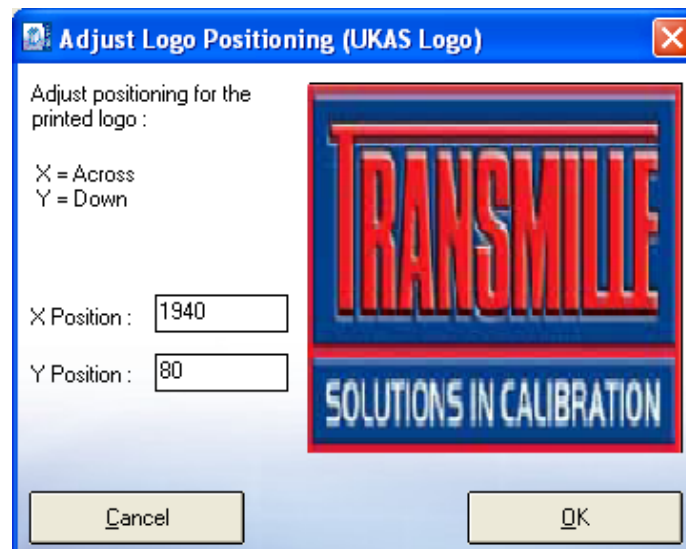 Adjust Logo Positioning (UKAS Logo)
Adjust positioning for the
printed logo :
X = Across
Y = Down
X Position : 1940
Y Position : 80
TRANSMILLE
SOLUTIONS IN CALIBRATION
Cancel
OK